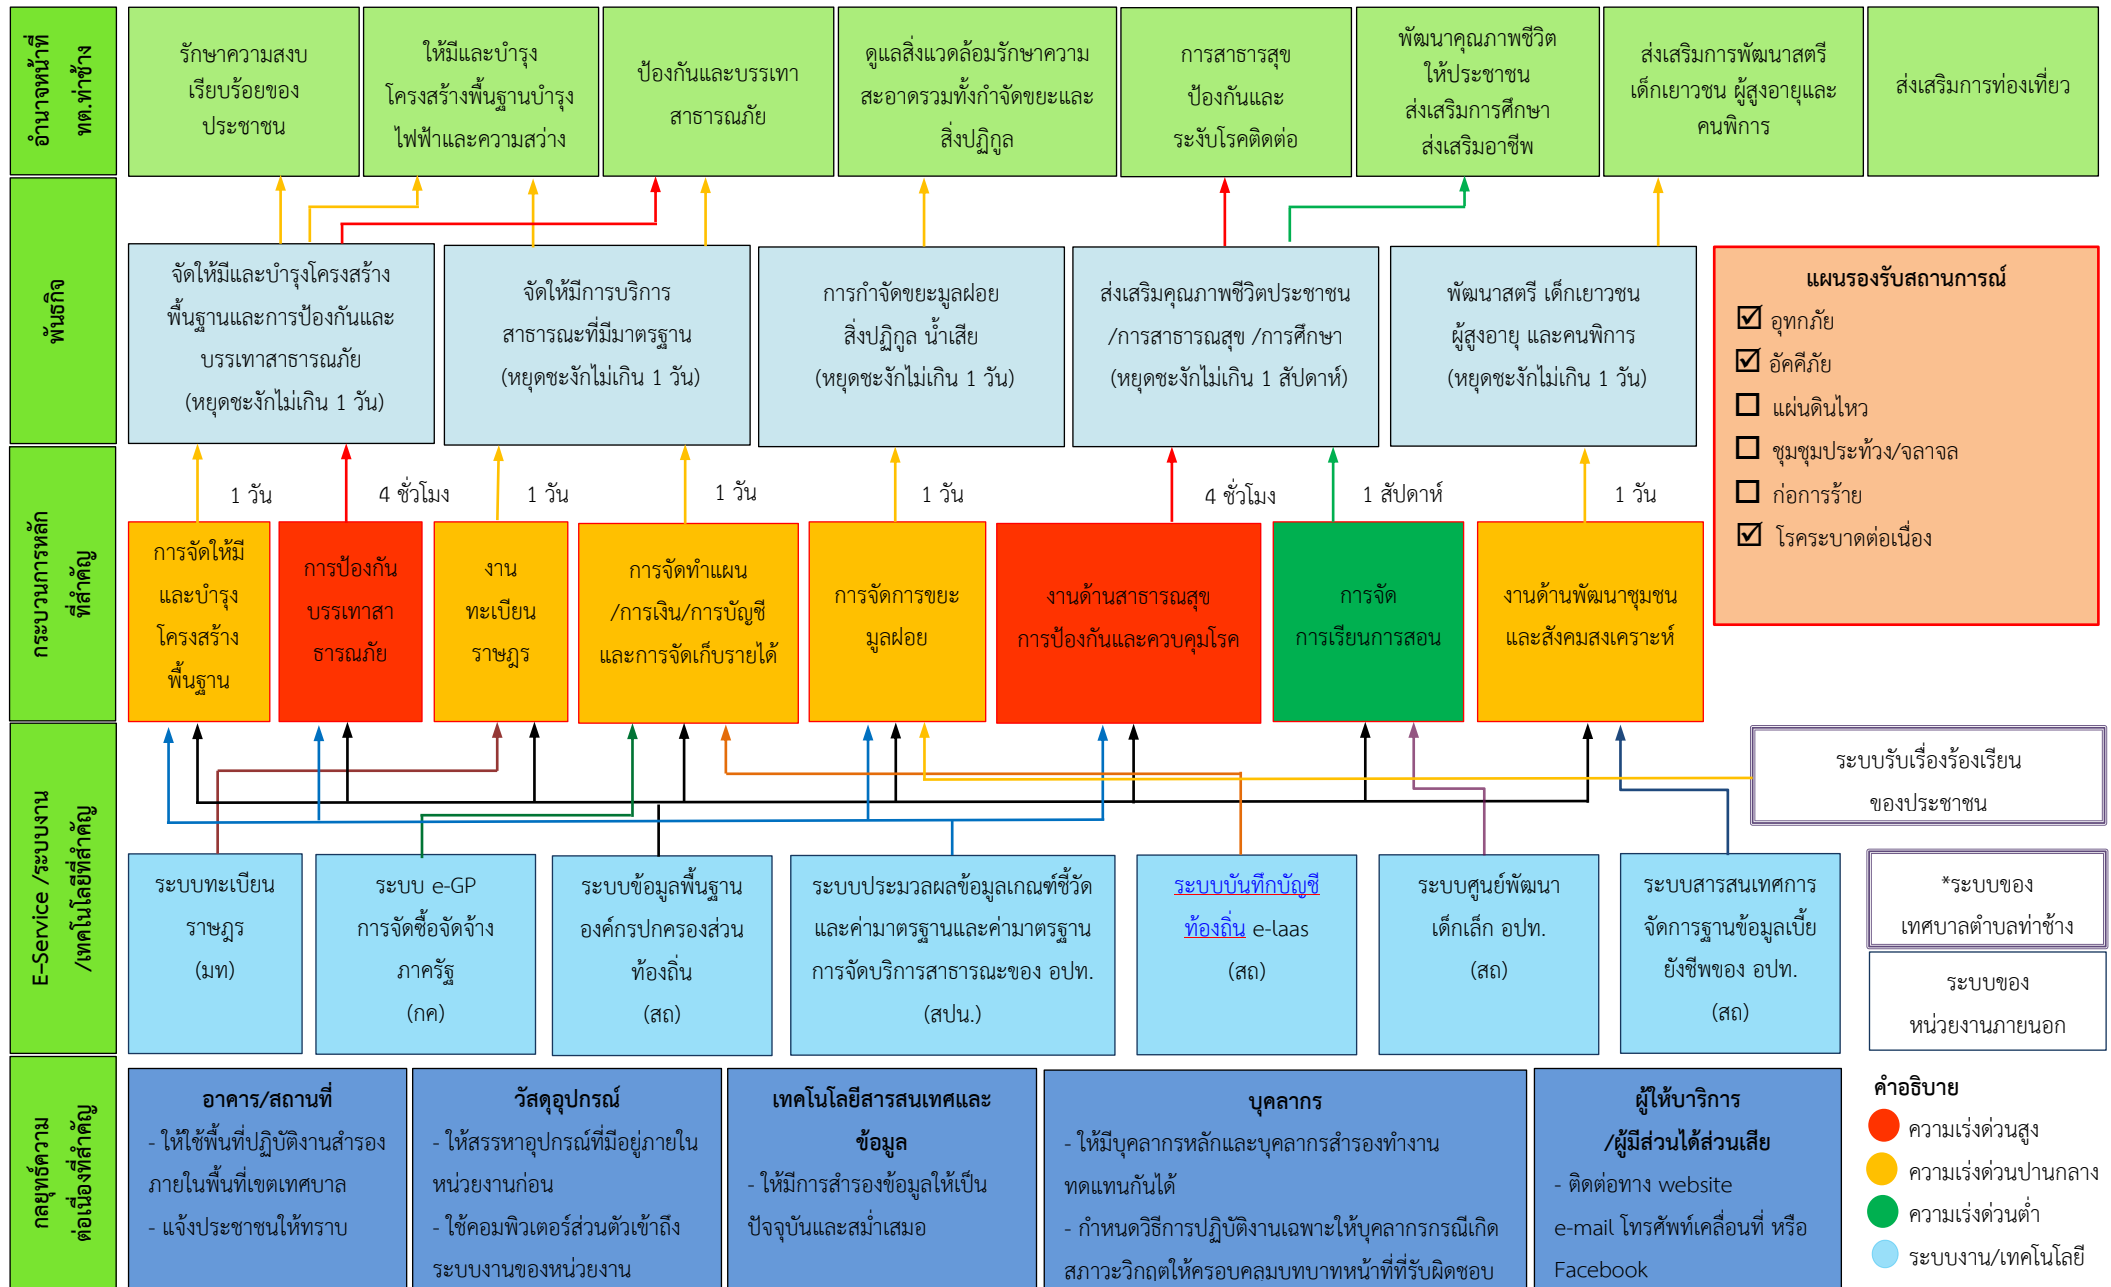 อำนาจหน้าที่
ทต.ท่าช้าง
รักษาความสงบ
เรียบร้อยของ
ประชาชน
ให้มีและบำรุง
โครงสร้างพื้นฐานบำรุง
ไฟฟ้าและความสว่าง
ป้องกันและบรรเทา
สาธารณภัย
ดูแลสิ่งแวดล้อมรักษาความ
สะอาดรวมทั้งกำจัดขยะและ
สิ่งปฏิกูล
การสาธารสุข
ป้องกันและ
ระงับโรคติดต่อ
พัฒนาคุณภาพชีวิต
ให้ประชาชน
ส่งเสริมการศึกษา
ส่งเสริมอาชีพ
ส่งเสริมการพัฒนาสตรี
เด็กเยาวชน ผู้สูงอายุและ
คนพิการ
ส่งเสริมการท่องเที่ยว
พันธกิจ
จัดให้มีและบำรุงโครงสร้าง
พื้นฐานและการป้องกันและ
บรรเทาสาธารณภัย
(หยุดชะงักไม่เกิน 1 วัน)
จัดให้มีการบริการ
สาธาระที่มีมาตรฐาน
(หยุดชะงักไม่เกิน 1 วัน)
การกำจัดขยะมูลฝอย
สิ่งปฏิกูล น้ำเสีย
(หยุดชะงักไม่เกิน 1 วัน)
ส่งเสริมคุณภาพชีวิตประชาชน
/การสาธารณสุข /การศึกษา
(หยุดชะงักไม่เกิน 1 สัปดาห์)
พัฒนาสตรี เด็กเยาวชน
ผู้สูงอายุ และคนพิการ
(หยุดชะงักไม่เกิน 1 วัน)
แผนรองรับสถานการณ์
☑ อุทกภัย
☑ อัคคีภัย
☐ แผ่นดินไหว
☐ ชุมชุมประท้วง/จลาจล
☐ ก่อการร้าย
☑ โรคระบาดต่อเนื่อง
กระบวนการหลัก
ที่สำคัญ
1 วัน
4 ชั่วโมง
1 วัน
1 วัน
1 วัน
4 ชั่วโมง
1 สัปดาห์
1 วัน
การจัดให้มี
และบำรุง
โครงสร้าง
พื้นฐาน
การป้องกัน
บรรเทาสา
ธารณภัย
งาน
ทะเบียน
ราษฎร
การจัดทำแผน
/การเงิน/การบัญชี
และการจัดเก็บรายได้
การจัดการขยะ
มูลฝอย
งานด้านสาธารณสุข
การป้องกันและควบคุมโรค
การจัด
การเรียนการสอน
งานด้านพัฒนาชุมชน
และสังคมสงเคราะห์
E–Service /ระบบงาน
/เทคโนโลยีที่สำคัญ
ระบบรับเรื่องร้องเรียน
ของประชาชน
ระบบทะเบียน
ราษฎร
(มท)
ระบบ e-GP
การจัดซื้อจัดจ้าง
ภาครัฐ
(กค)
ระบบข้อมูลพื้นฐาน
องค์กรปกครองส่วน
ท้องถิ่น
(สถ)
ระบบประมวลผลข้อมูลเกณฑ์ชี้วัด
และค่ามาตรฐานและค่ามาตรฐาน
การจัดบริการสาธารณะของ อปท.
(สปน.)
ระบบบันทึกบัญชี
ท้องถิ่น e-laas
(สถ)
ระบบศูนย์พัฒนา
เด็กเล็ก อปท.
(สถ)
ระบบสารสนเทศการ
จัดการฐานข้อมูลเบี้ย
ยังชีพของ อปท.
(สถ)
*ระบบของ
เทศบาลตำบลท่าช้าง
ระบบของ
หน่วยงานภายนอก
กลยุทธ์ความ
ต่อเนื่องที่สำคัญ
อาคาร/สถานที่
- ให้ใช้พื้นที่ปฏิบัติงานสำรอง
ภายในพื้นที่เขตเทศบาล
- แจ้งประชาชนให้ทราบ
วัสดุอุปกรณ์
- ให้สรรหาอุปกรณ์ที่มีอยู่ภายใน
หน่วยงานก่อน
- ใช้คอมพิวเตอร์ส่วนตัวเข้าถึง
ระบบงานของหน่วยงาน
เทคโนโลยีสารสนเทศและ
ข้อมูล
- ให้มีการสำรองข้อมูลให้เป็น
ปัจจุบันและสม่ำเสมอ
บุคลากร
- ให้มีบุคลากรหลักและบุคลากรสำรองทำงาน
ทดแทนกันได้
- กำหนดวิธีการปฏิบัติงานเฉพาะให้บุคลากรกรณีเกิด
สภาวะวิกฤตให้ครอบคลุมบทบาทหน้าที่ที่รับผิดชอบ
ผู้ให้บาริการ
/ผู้มีส่วนได้ส่วนเสีย
- ติดต่อทาง website
e-mail โทรศัพท์เคลื่อนที่ หรือ
Facebook
คำอธิบาย
ความเร่งด่วนสูง
ความเร่งด่วนปานกลาง
ความเร่งด่วนต่ำ
ระบบงาน/เทคโนโลยี